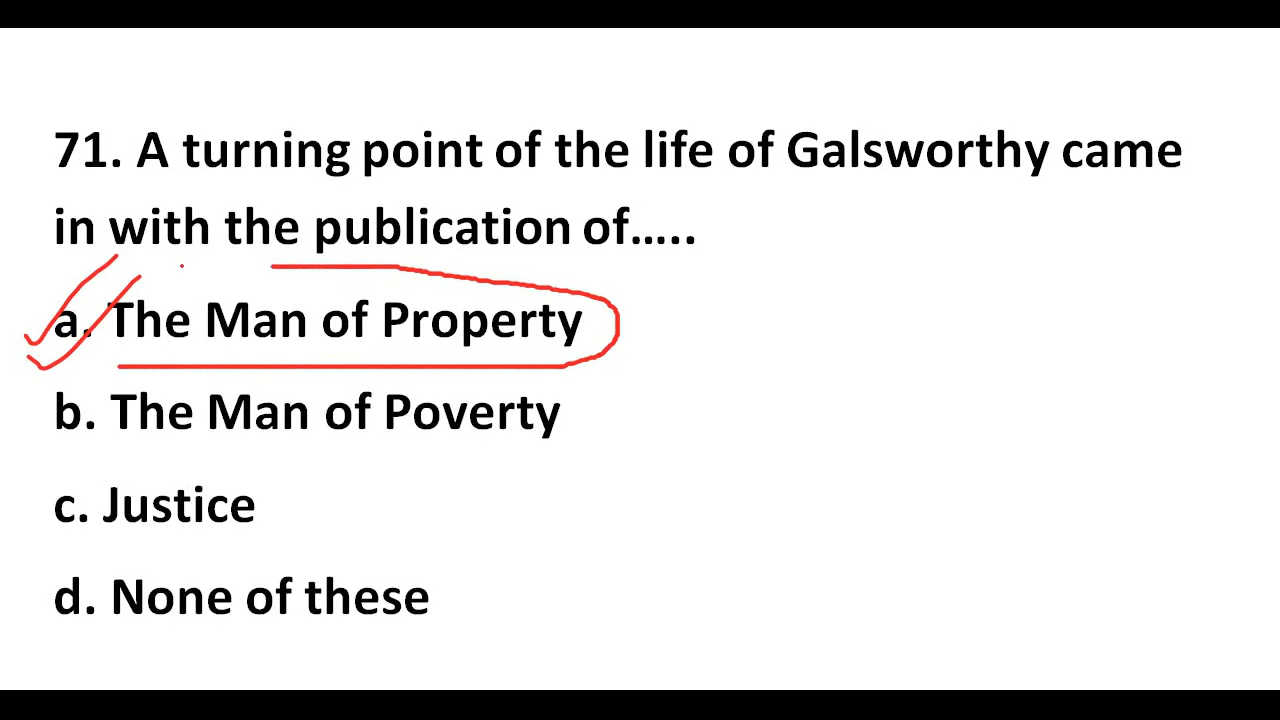 71. A turning point of the life of Galsworthy came
in with the publication of.....
a. The Man of Property
b. The Man of Poverty
c. Justice
d. None of these